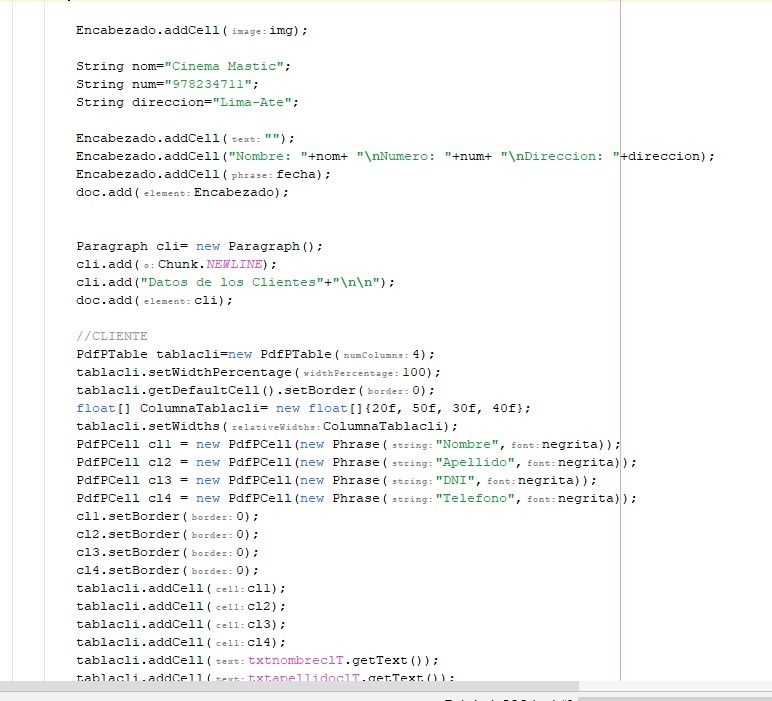 Encabezado.addCell( image: img);
String nom="Cinema Mastic";
String num="978234711";
String direccion="Lima-Ate";
Encabezado.addCell( text: "");
Encabezado.addCell("Nombre: "+nom+ "\nNumero: "+num+ "\nDireccion: "+direccion);
Encabezado.addCell( phrase: fecha);
doc.add( element: Encabezado);
Paragraph cli= new Paragraph();
cli.add( o: Chunk.NEWLINE);
cli.add("Datos de los Clientes"+"\n\n");
doc.add( element: cli);
//CLIENTE
PdfPTable tablacli=new PdfPTable( numColumns: 4);
tablacli.setWidthPercentage( widthPercentage: 100);
tablacli.getDefaultCell().setBorder( border: 0);
float[] ColumnaTablacli= new float[]{20f, 50f, 30f, 40f};
tablacli.setWidths( relativeWidths: ColumnaTablacli);
PdfPCell cl1 = new PdfPCell(new Phrase( string: "Nombre", font: negrita));
PdfPCell cl2 = new PdfPCell(new Phrase( string: "Apellido", font: negrita));
PdfPCell cl3 = new PdfPCell(new Phrase( string: "DNI", font: negrita));
PdfPCell cl4 = new PdfPCell(new Phrase( string: "Telefono", font: negrita));
cl1.setBorder( border: 0);
cl2.setBorder( border: 0);
cl3.setBorder( border: 0);
cl4.setBorder( border: 0);
tablacli.addCell( cell: cl1);
tablacli.addCell( cell: cl2);
tablacli.addCell( cell: cl3);
tablacli.addCell( cell: cl4);
tablacli.addCell( text: txtnombreclT.getText());
tablacli.addCell( text: txtapellidoclT.getText());